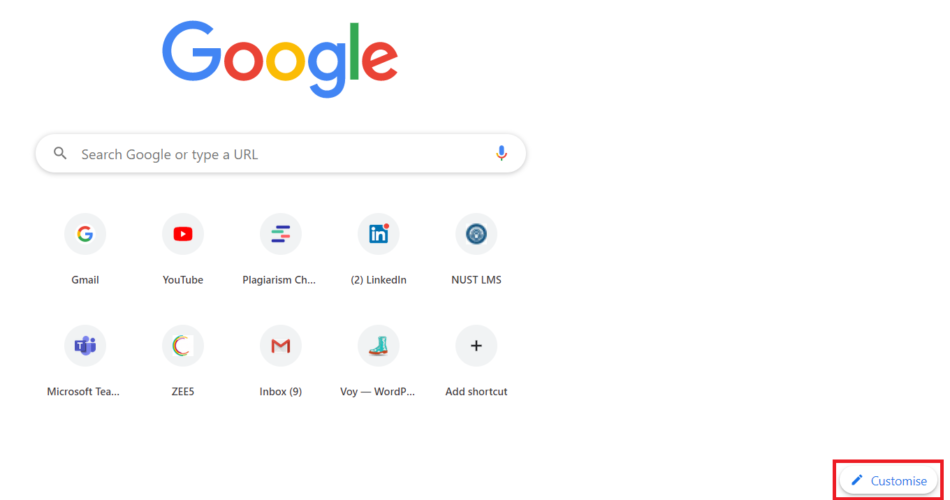 Google
Search Google or type a URL
Gmail
YouTube
Plagiarism Ch...
(2) LinkedIn
NUST LMS
Microsoft Tea...
ZEE5
Inbox (9)
Voy — WordP...
Add shortcut
Customise